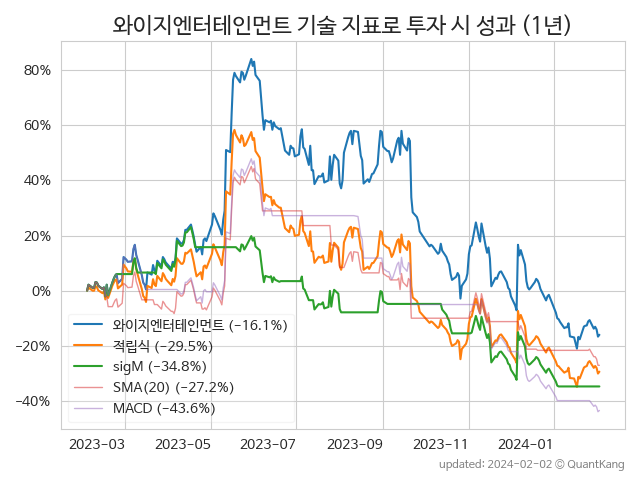 와이지엔터테인먼트 기술 지표로 투자 시 성과 (1년)
80%
60%
40%
20%
0%
−20%
−40%
와이지엔터테인먼트 (−16.1%)
적립식 (−29.5%)
sigM (−34.8%)
SMA(20) (−27.2%)
MACD (−43.6%)
2023−03 2023−05 2023−07 2023−09 2023−11 2024−01
updated: 2024−02−02 © QuantKang